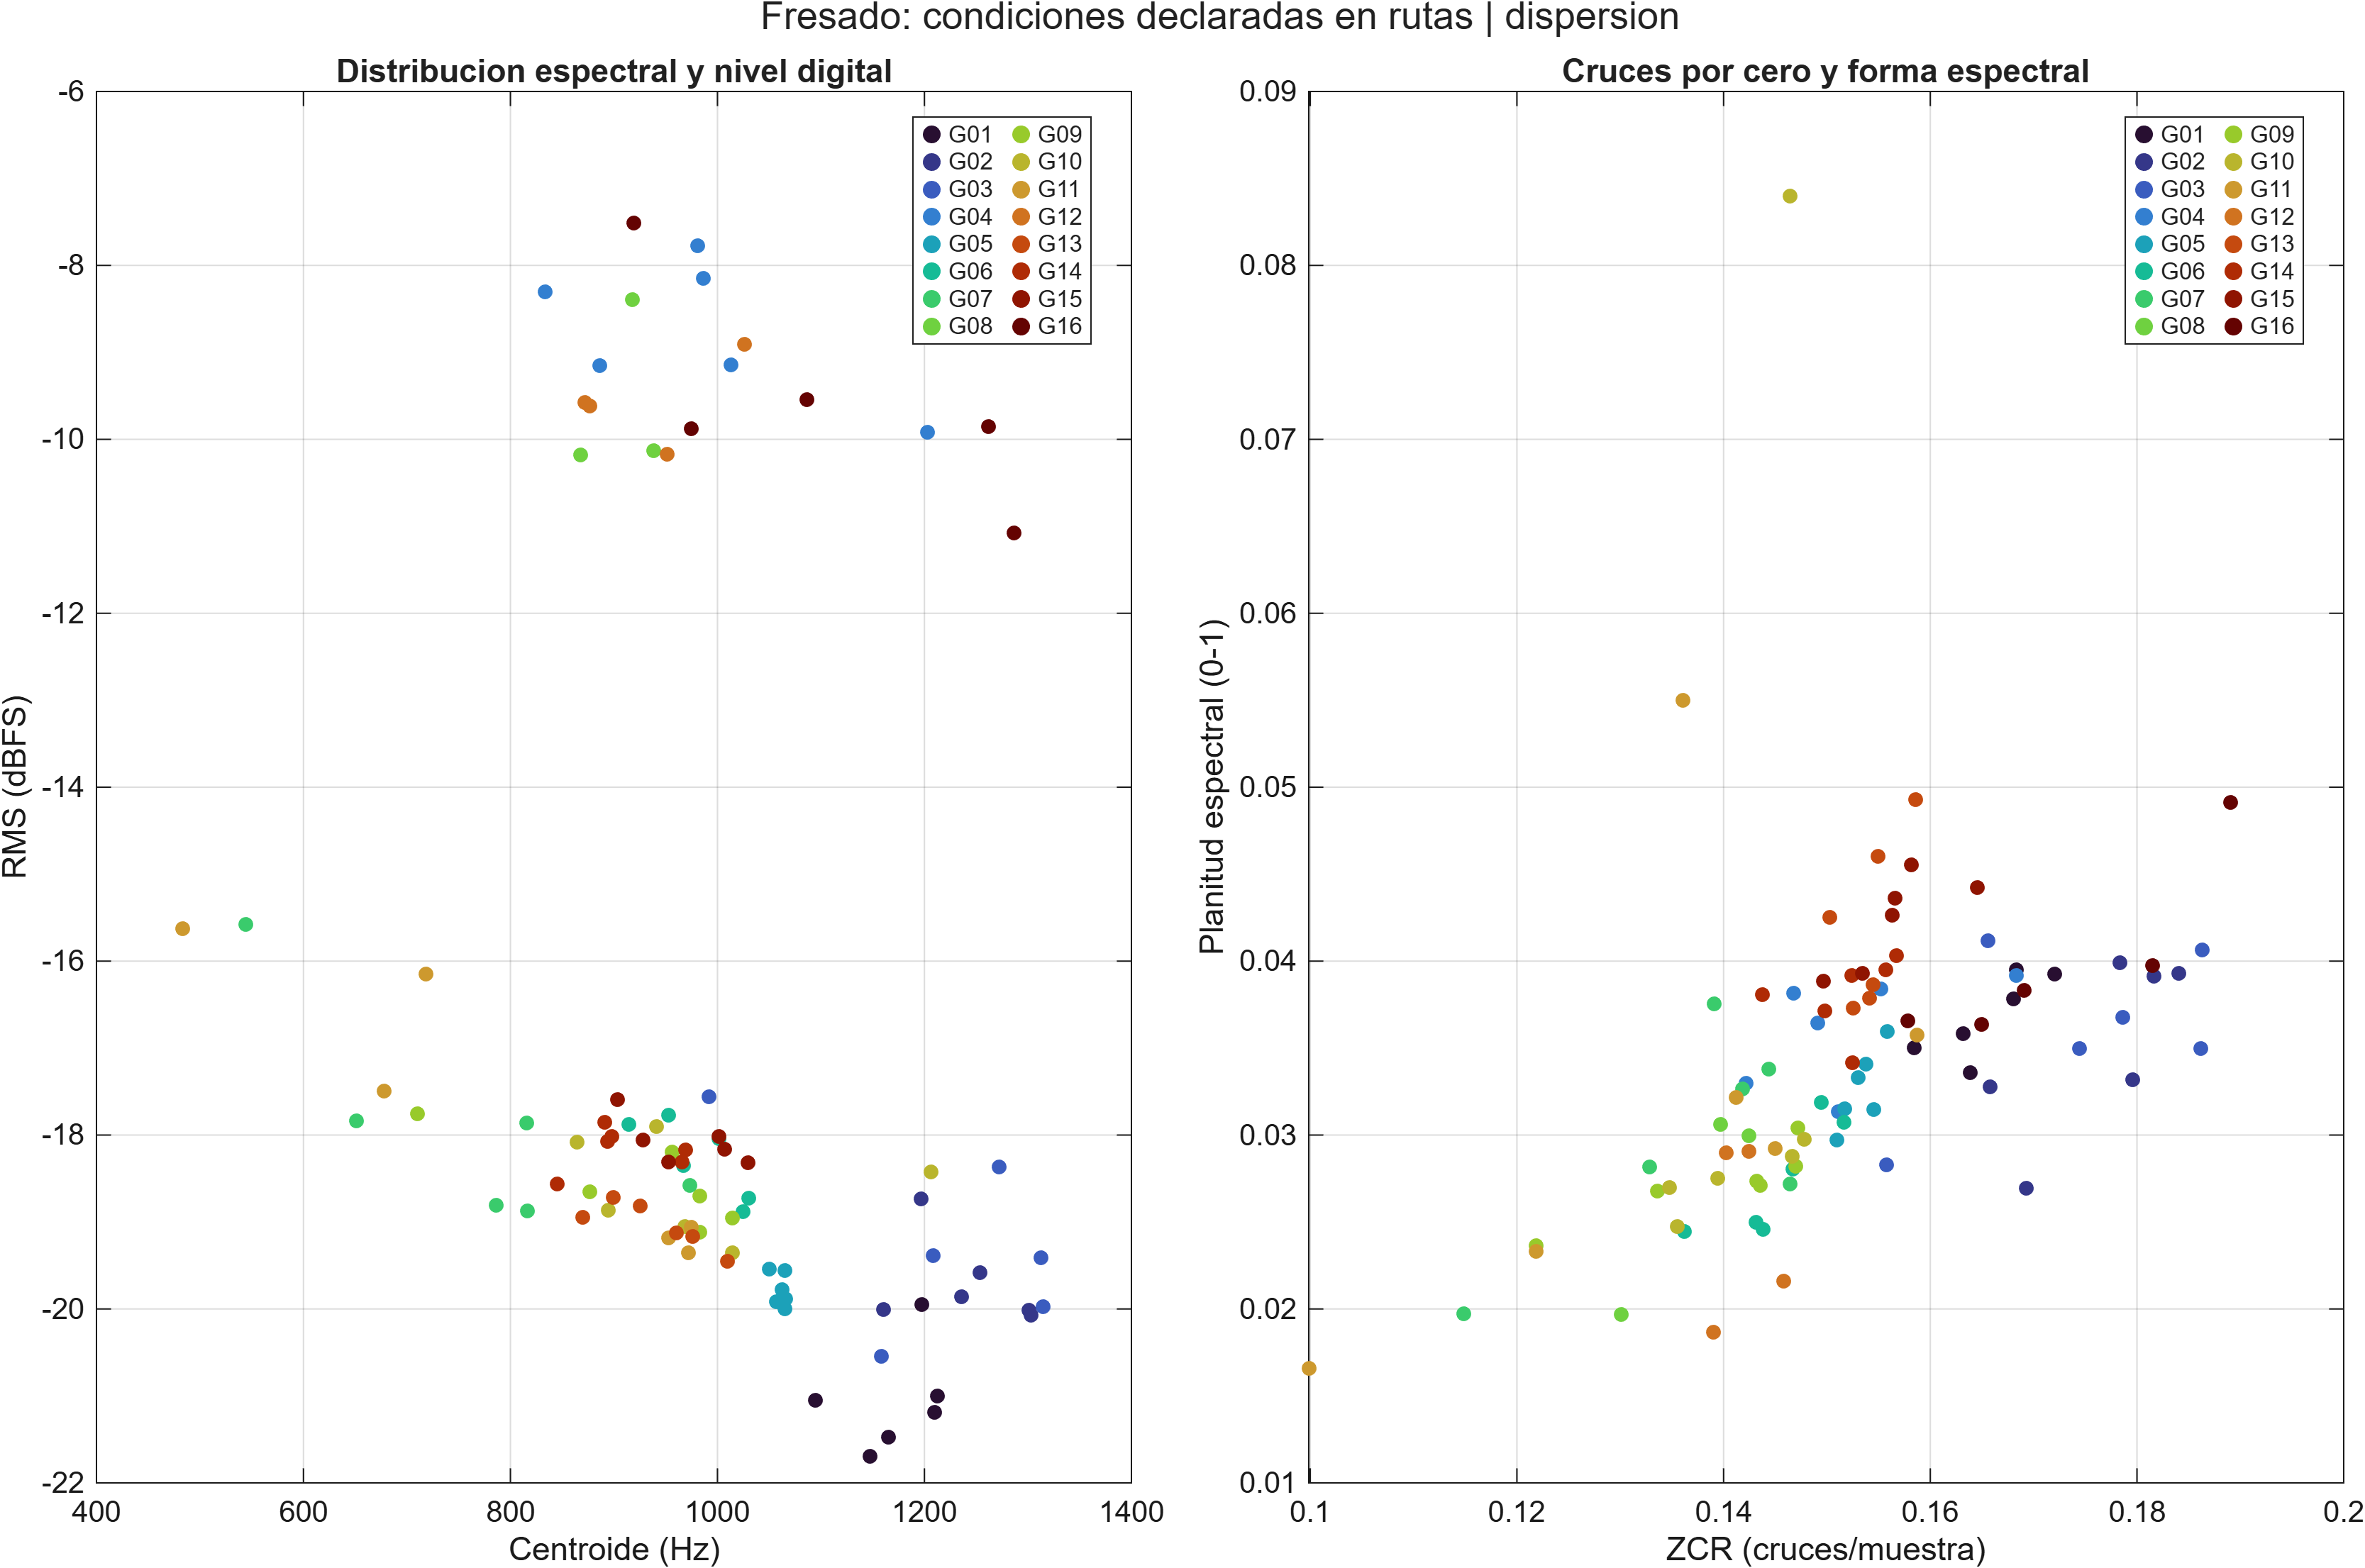 Fresado: condiciones declaradas en rutas | dispersion
Distribucion espectral y nivel digital
-6
-8
-10
-12
-14
-16
-18
-20
-22
400 600 800 1000 1200 1400
RMS (dBFS)
Centroide (Hz)
G01 G09
G02 G10
G03 G11
G04 G12
G05 G13
G06 G14
G07 G15
G08 G16
Cruces por cero y forma espectral
0.09
0.08
0.07
0.06
0.05
0.04
0.03
0.02
0.01
0.1 0.12 0.14 0.16 0.18 0.2
Planitud espectral (0-1)
ZCR (cruces/muestra)
G01 G09
G02 G10
G03 G11
G04 G12
G05 G13
G06 G14
G07 G15
G08 G16